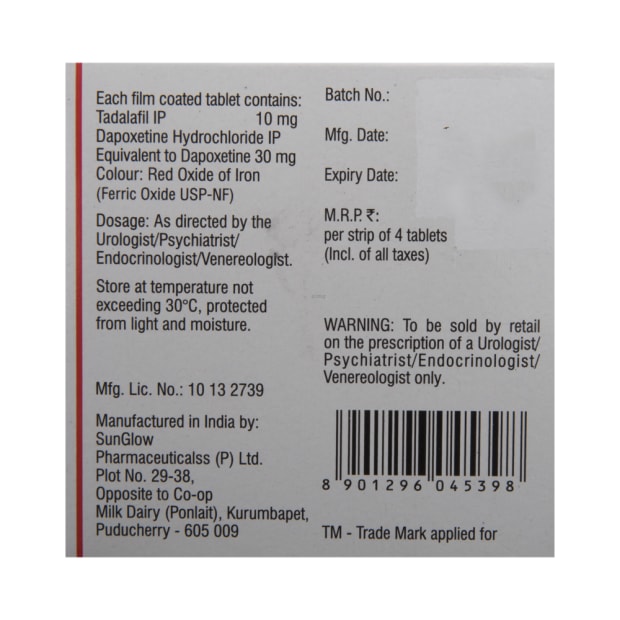 Each film coated tablet contains:
Tadalafil IP 10 mg
Dapoxetine Hydrochloride IP
Equivalent to Dapoxetine 30 mg
Colour: Red Oxide of Iron
(Ferric Oxide USP-NF)
Dosage: As directed by the
Urologist/Psychiatrist/
Endocrinologist/Venereologist.
Store at temperature not
exceeding 30°C, protected
from light and moisture.
Mfg. Lic. No.: 10 13 2739
Manufactured in India by:
SunGlow
Pharmaceuticalss (P) Ltd.
Plot No. 29-38,
Opposite to Co-op
Milk Dairy (Ponlait), Kurumbapet,
Puducherry - 605 009
Batch No.:
Mfg. Date:
Expiry Date:
M.R.P. ₹:
per strip of 4 tablets
(Incl. of all taxes)
WARNING: To be sold by retail
on the prescription of a Urologist/
Psychiatrist/Endocrinologist/
Venereologist only.
8 901296 045398
TM - Trade Mark applied for